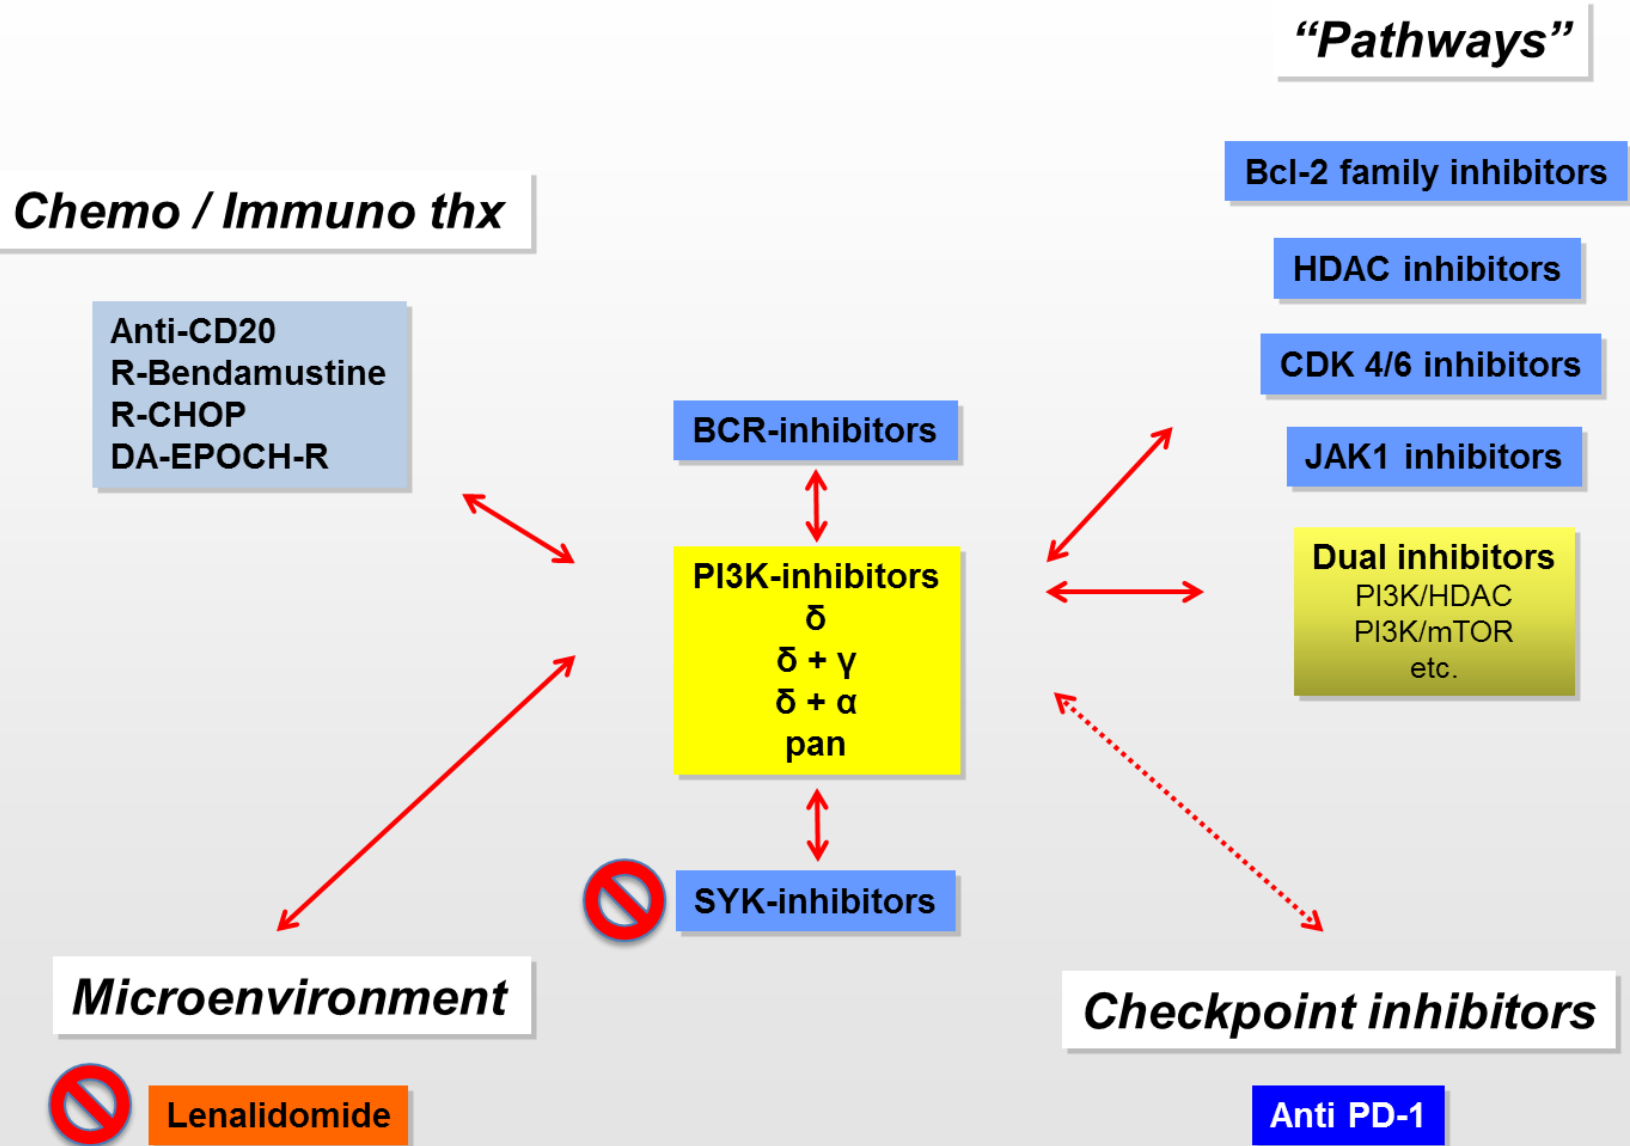 “Pathways”
Bcl-2 family inhibitors
HDAC inhibitors
CDK 4/6 inhibitors
JAK1 inhibitors
Dual inhibitors
PI3K/HDAC
PI3K/mTOR
etc.
Chemo / Immuno thx
Anti-CD20
R-Bendamustine
R-CHOP
DA-EPOCH-R
BCR-inhibitors
PI3K-inhibitors
δ
δ + γ
δ + α
pan
SYK-inhibitors
Microenvironment
Lenalidomide
Checkpoint inhibitors
Anti PD-1